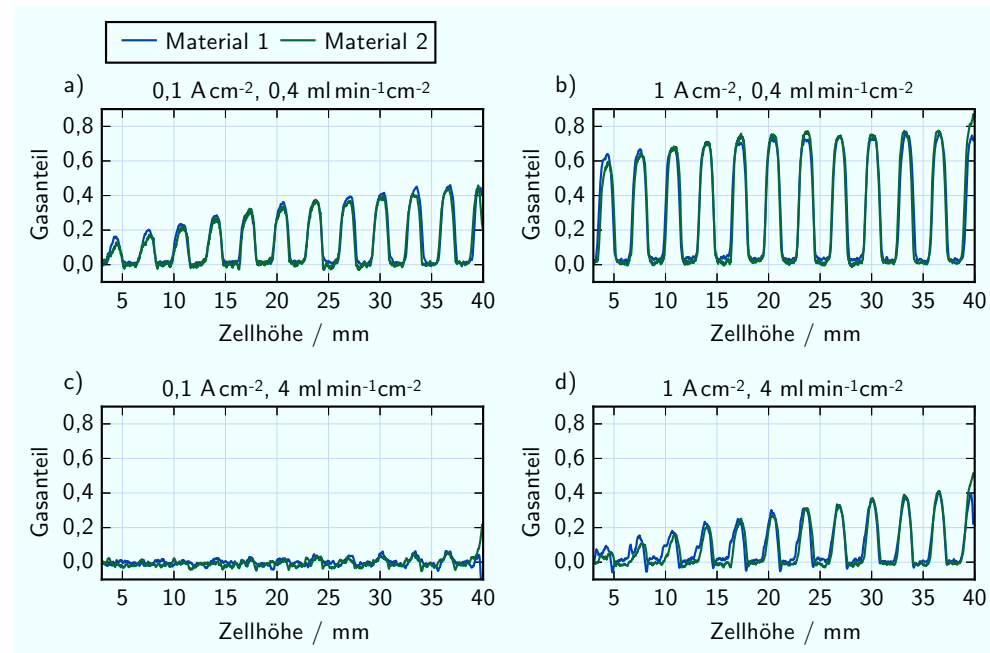 Material 1 Material 2
a) 0,1 A cm-2, 0,4 ml min-1cm-2
0,8
0,6
0,4
0,2
0,0
Gasanteil
5 10 15 20 25 30 35 40
Zellhöhe / mm
b) 1 A cm-2, 0,4 ml min-1cm-2
0,8
0,6
0,4
0,2
0,0
Gasanteil
5 10 15 20 25 30 35 40
Zellhöhe / mm
c) 0,1 A cm-2, 4 ml min-1cm-2
0,8
0,6
0,4
0,2
0,0
Gasanteil
5 10 15 20 25 30 35 40
Zellhöhe / mm
d) 1 A cm-2, 4 ml min-1cm-2
0,8
0,6
0,4
0,2
0,0
Gasanteil
5 10 15 20 25 30 35 40
Zellhöhe / mm